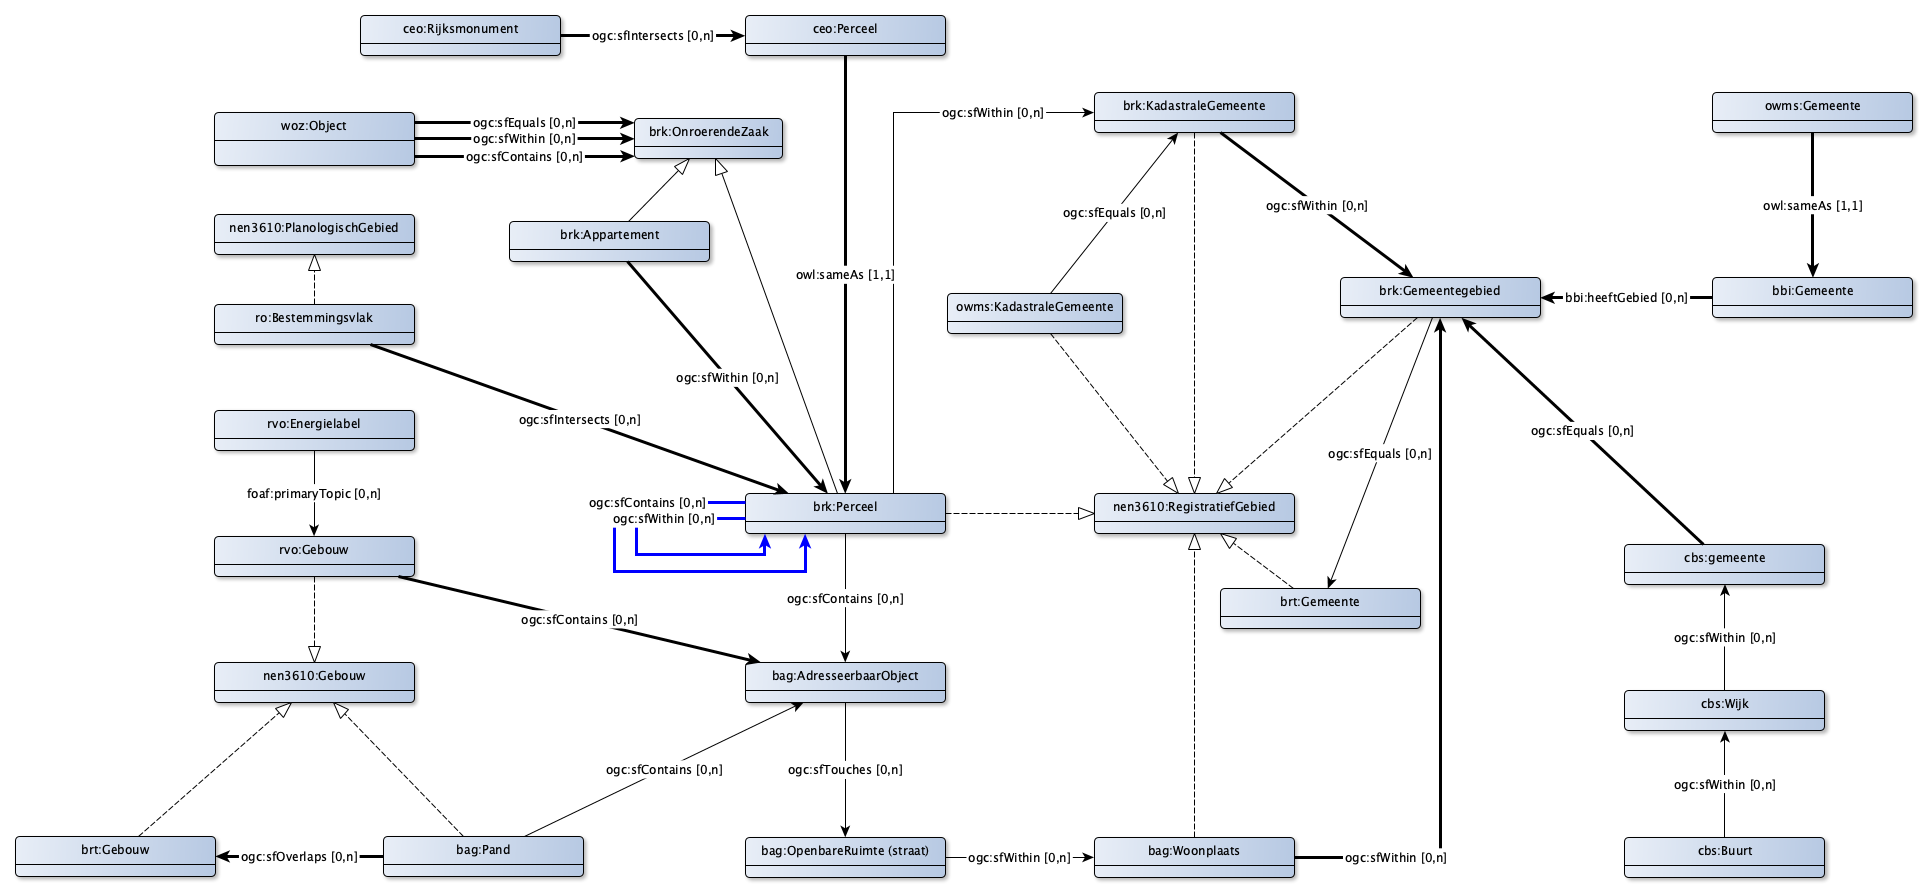 ceo:Rijksmonument
ogc:sfIntersects [0,n]
ceo:Perceel
brk:KadastraleGemeente
owms:Gemeente
ogc:sfWithin [0,n]
woz:Object
ogc:sfEquals [0,n]
ogc:sfWithin [0,n]
ogc:sfContains [0,n]
brk:OnroerendeZaak
ogc:sfEquals [0,n]
ogc:sfWithin [0,n]
owl:sameAs [1,1]
nen3610:PlanologischGebied
brk:Appartement
owl:sameAs [1,1]
brk:Gemeentegebied
bbi:heeftGebied [0,n]
bbi:Gemeente
owms:KadastraleGemeente
ro:Bestemmingsvlak
ogc:sfWithin [0,n]
ogc:sfIntersects [0,n]
rvo:Energielabel
ogc:sfEquals [0,n]
ogc:sfEquals [0,n]
foaf:primaryTopic [0,n]
ogc:sfContains [0,n]
ogc:sfWithin [0,n]
brk:Perceel
nen3610:RegistratiefGebied
rvo:Gebouw
cbs:gemeente
ogc:sfContains [0,n]
brt:Gemeente
ogc:sfContains [0,n]
ogc:sfWithin [0,n]
nen3610:Gebouw
bag:AdresseerbaarObject
cbs:Wijk
ogc:sfContains [0,n]
ogc:sfTouches [0,n]
ogc:sfWithin [0,n]
brt:Gebouw
ogc:sfOverlaps [0,n]
bag:Pand
bag:OpenbareRuimte (straat)
ogc:sfWithin [0,n]
bag:Woonplaats
ogc:sfWithin [0,n]
cbs:Buurt